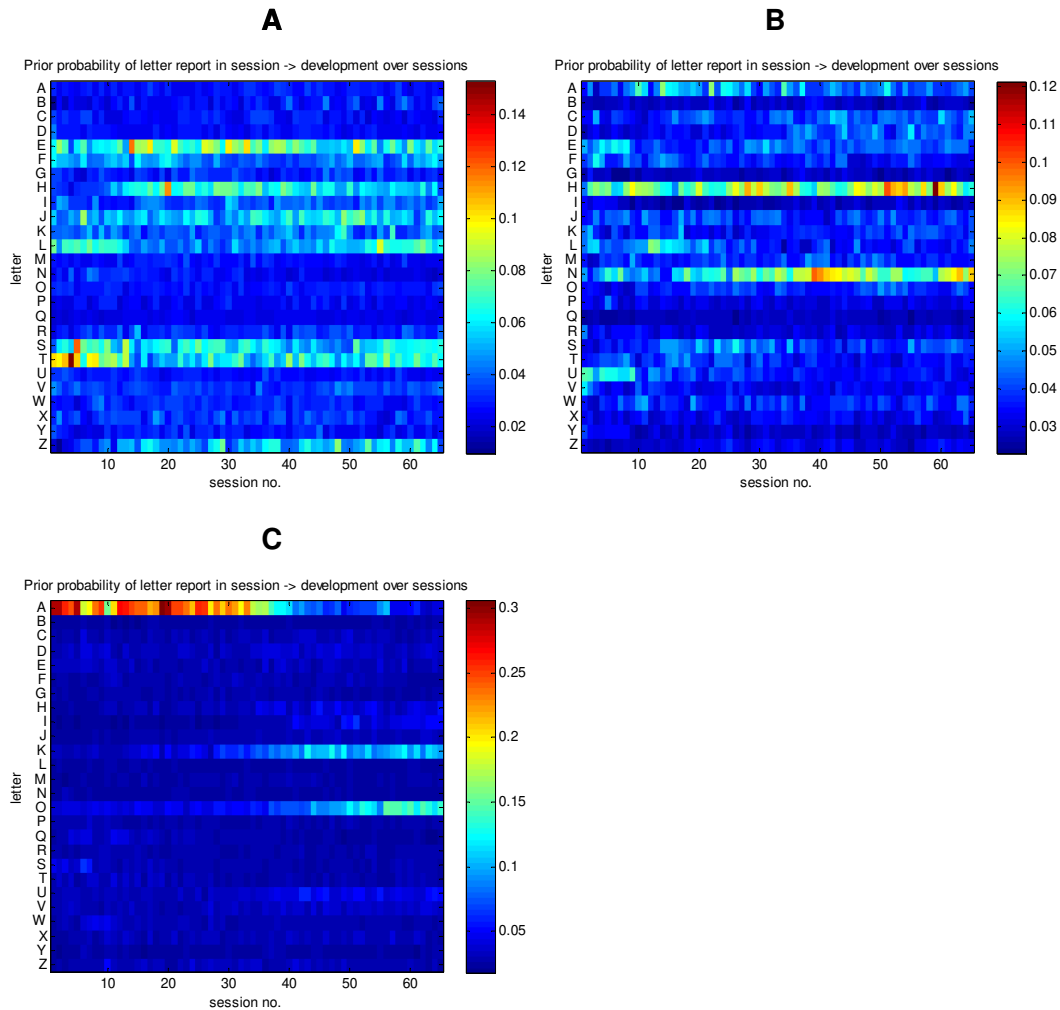 A
Prior probability of letter report in session -> development over sessions
letter
A
B
C
D
E
F
G
H
I
J
K
L
M
N
O
P
Q
R
S
T
U
V
W
X
Y
Z
10 20 30 40 50 60
session no.
0.14
0.12
0.1
0.08
0.06
0.04
0.02
B
Prior probability of letter report in session -> development over sessions
letter
A
B
C
D
E
F
G
H
I
J
K
L
M
N
O
P
Q
R
S
T
U
V
W
X
Y
Z
10 20 30 40 50 60
session no.
0.12
0.11
0.1
0.09
0.08
0.07
0.06
0.05
0.04
0.03
C
Prior probability of letter report in session -> development over sessions
letter
A
B
C
D
E
F
G
H
I
J
K
L
M
N
O
P
Q
R
S
T
U
V
W
X
Y
Z
10 20 30 40 50 60
session no.
0.3
0.25
0.2
0.15
0.1
0.05